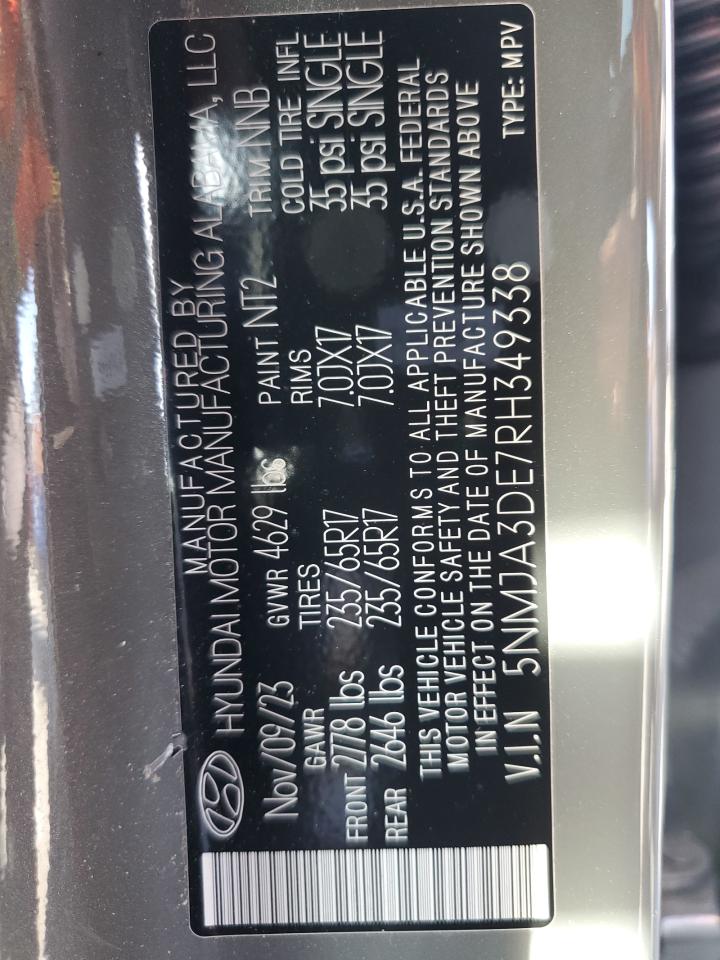 MANUFACTURED BY
HYUNDAI MOTOR MANUFACTURING ALABAMA, LLC
Nov/09/23 GVWR 4629 lbs PAINT NT2 TRIM NNB
GAWR TIRES RIMS COLD TIRE INFL
FRONT 2778 lbs 235/65R17 7.0JX17 35 psi SINGLE
REAR 2646 lbs 235/65R17 7.0JX17 35 psi SINGLE
THIS VEHICLE CONFORMS TO ALL APPLICABLE U.S.A. FEDERAL
MOTOR VEHICLE SAFETY AND THEFT PREVENTION STANDARDS
IN EFFECT ON THE DATE OF MANUFACTURE SHOWN ABOVE
V.I.N 5NMJA3DE7RH349338 TYPE: MPV